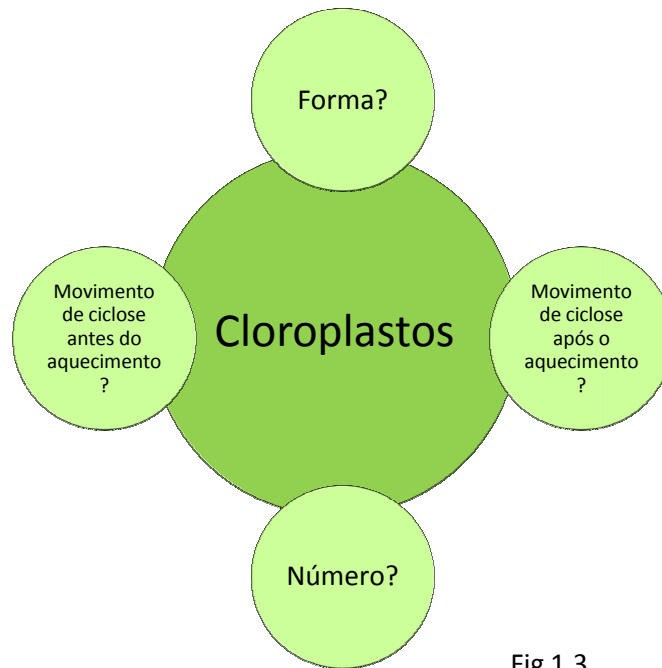 Forma?
Movimento
de ciclose
antes do
aquecimento
?
Cloroplastos
Movimento
de ciclose
após o
aquecimento
?
Número?
Fig 1.3